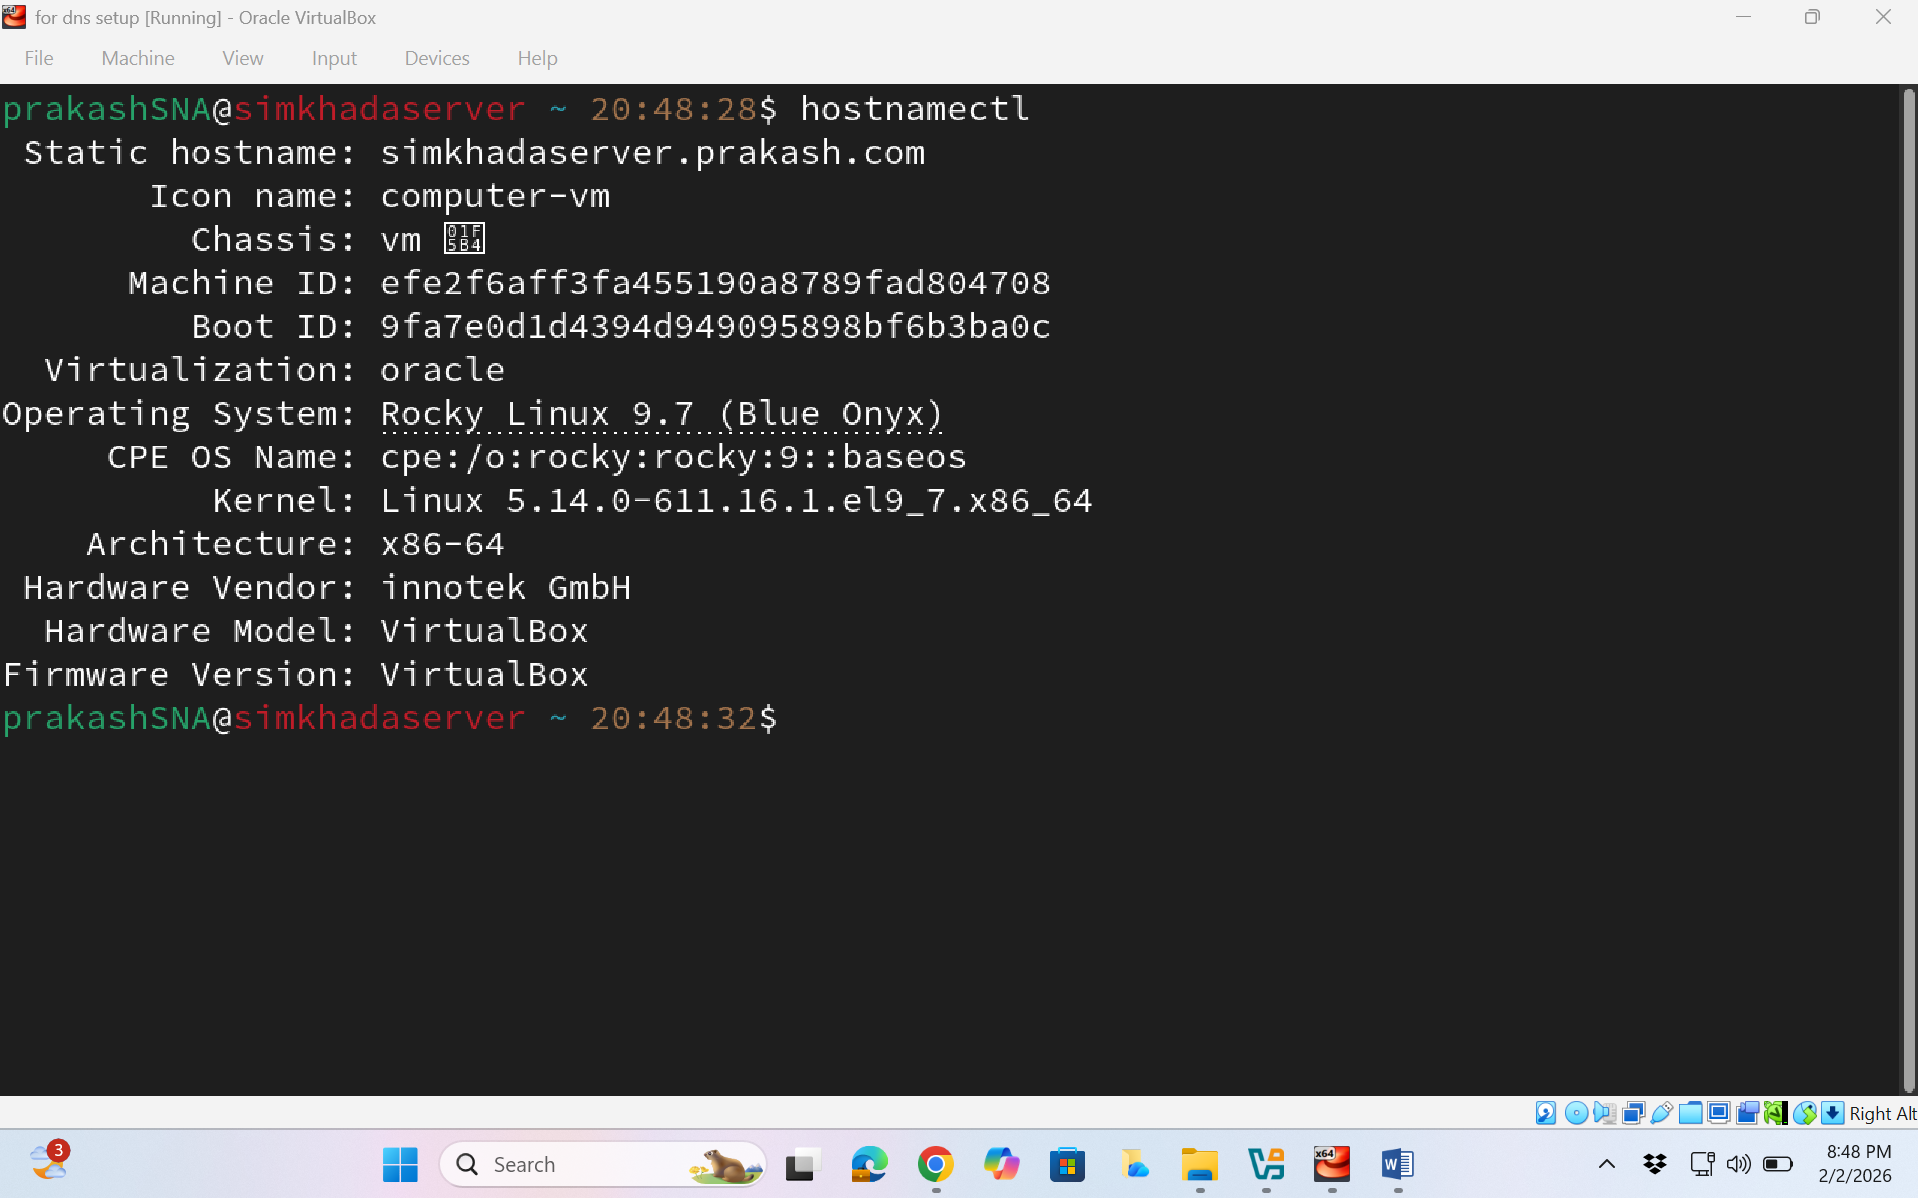 for dns setup [Running] - Oracle VirtualBox
File Machine View Input Devices Help
prakashSNA@simkhadaserver ~ 20:48:28$ hostnamectl
Static hostname: simkhadaserver.prakash.com
Icon name: computer-vm
Chassis: vm 🖴
Machine ID: efe2f6aff3fa455190a8789fad804708
Boot ID: 9fa7e0d1d4394d949095898bf6b3ba0c
Virtualization: oracle
Operating System: Rocky Linux 9.7 (Blue Onyx)
CPE OS Name: cpe:/o:rocky:rocky:9::baseos
Kernel: Linux 5.14.0-611.16.1.el9_7.x86_64
Architecture: x86-64
Hardware Vendor: innotek GmbH
Hardware Model: VirtualBox
Firmware Version: VirtualBox
prakashSNA@simkhadaserver ~ 20:48:32$
Right Alt
3
Search
x64
8:48 PM
2/2/2026